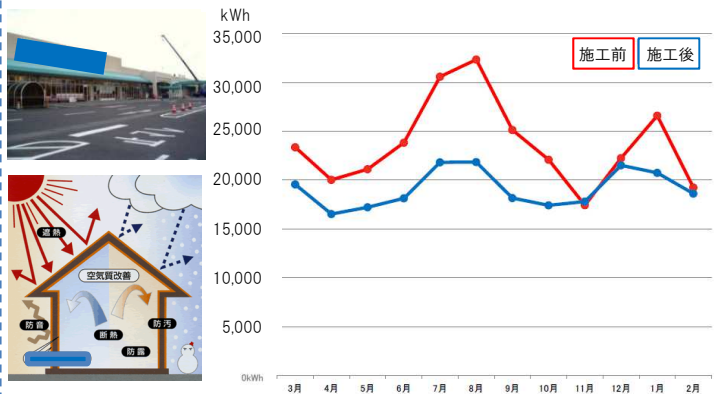 kWh
35,000
30,000
25,000
20,000
15,000
10,000
5,000
0kWh
施工前 施工後
3月 4月 5月 6月 7月 8月 9月 10月 11月 12月 1月 2月
遮熱
空気質改善
防音
断熱
防汚
防露